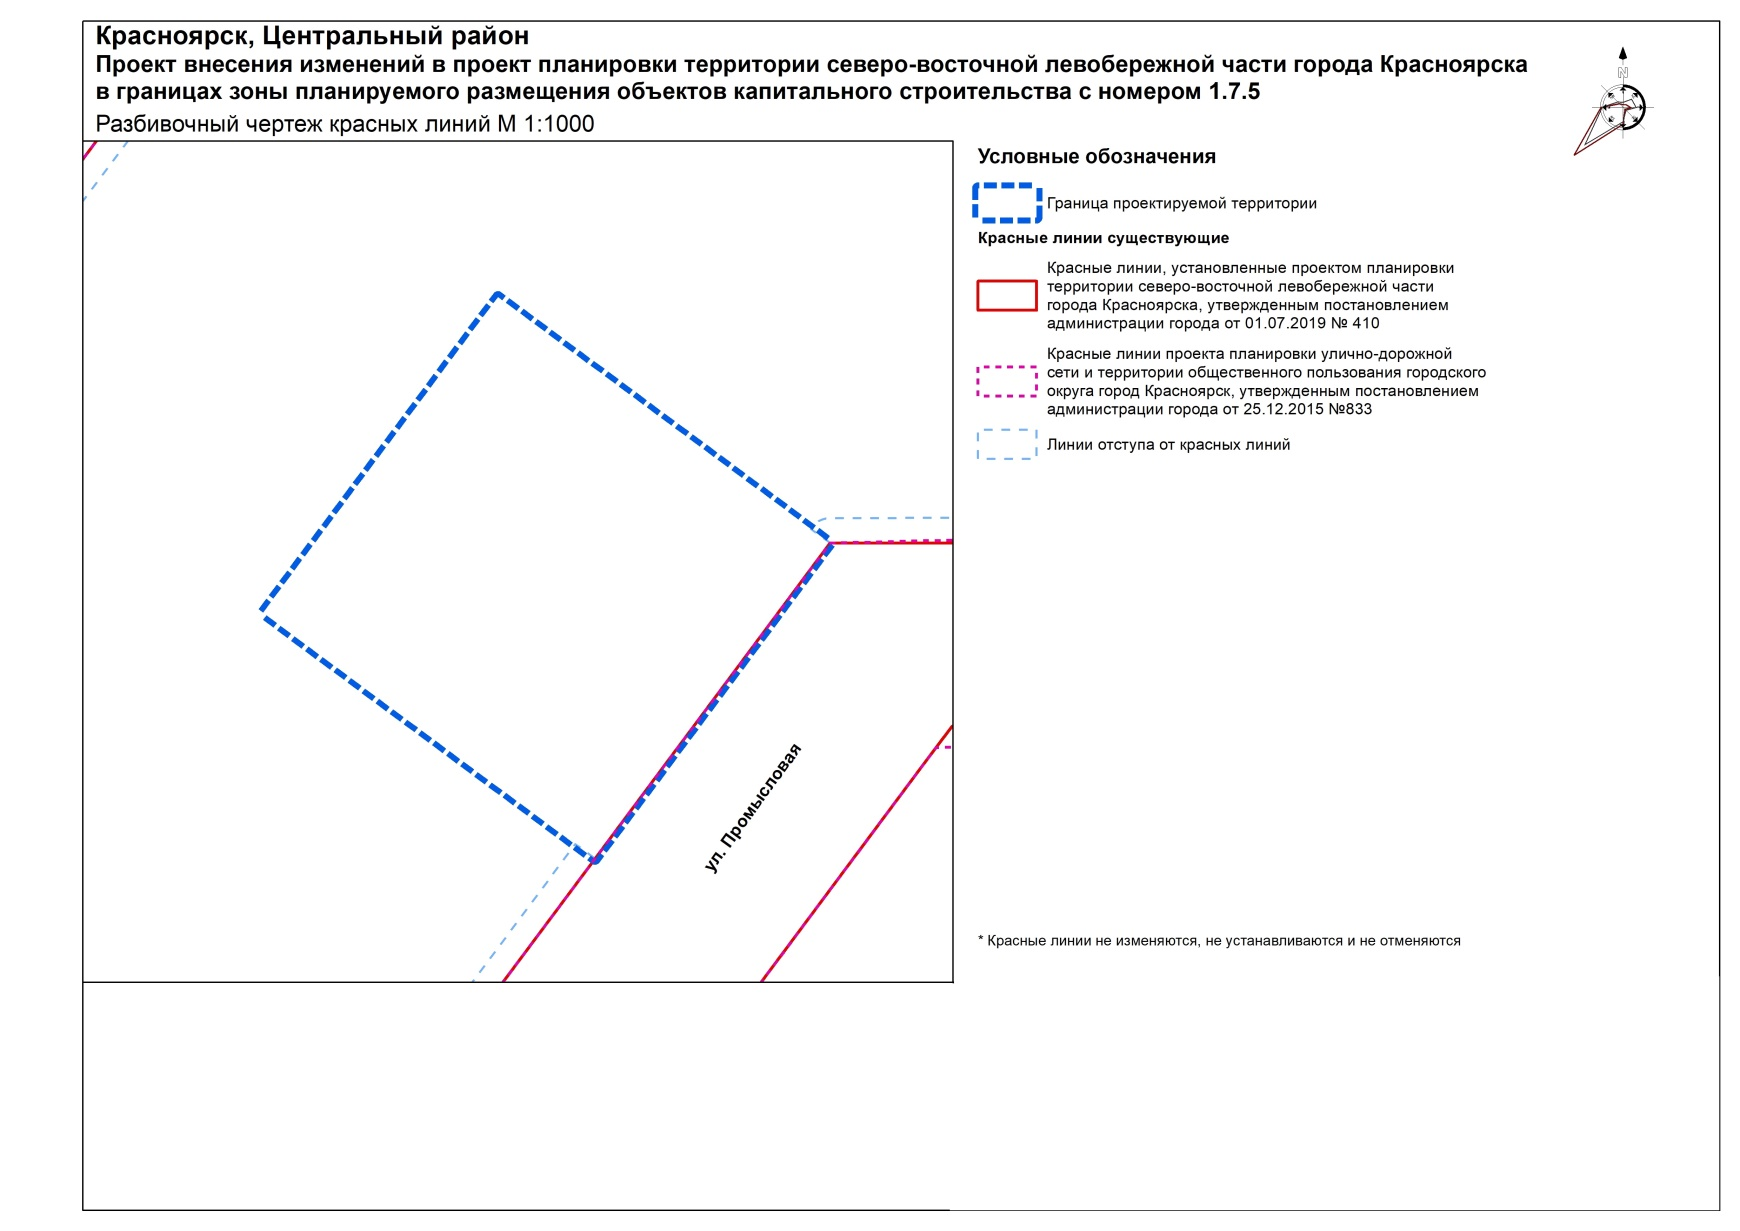 Красноярск, Центральный район
Проект внесения изменений в проект планировки территории северо-восточной левобережной части города Красноярска
в границах зоны планируемого размещения объектов капитального строительства с номером 1.7.5
Разбивочный чертеж красных линий М 1:1000
N
Условные обозначения
Граница проектируемой территории
Красные линии существующие
Красные линии, установленные проектом планировки
территории северо-восточной левобережной части
города Красноярска, утвержденным постановлением
администрации города от 01.07.2019 № 410
Красные линии проекта планировки улично-дорожной
сети и территории общественного пользования городского
округа город Красноярск, утвержденным постановлением
администрации города от 25.12.2015 №833
Линии отступа от красных линий
ул. Промысловая
* Красные линии не изменяются, не устанавливаются и не отменяются